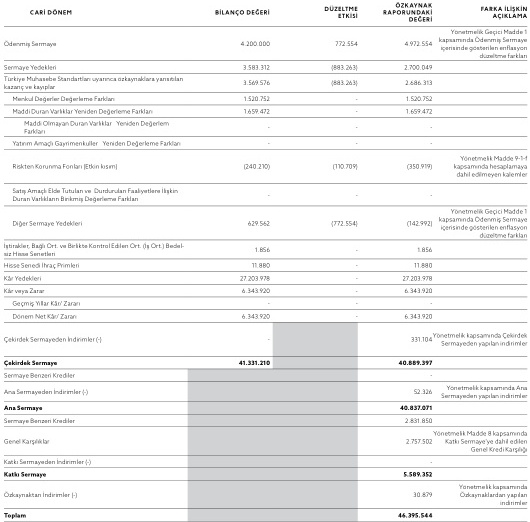 CARİ DÖNEM BİLANÇO DEĞERİ DÜZELTME ETKİSİ ÖZKAYNAK RAPORUNDAKİ DEĞERİ FARKA İLİŞKİN AÇIKLAMA
Ödenmiş Sermaye 4.200.000 772.554 4.972.554 Yönetmelik Geçici Madde 1 kapsamında Ödenmiş Sermaye içerisinde gösterilen enflasyon düzeltme farkları
Sermaye Yedekleri 3.583.312 (883.263) 2.700.049
Türkiye Muhasebe Standartları uyarınca özkaynaklara yansıtılan kazanç ve kayıplar 3.569.576 (883.263) 2.686.313
Menkul Değerler Değerleme Farkları 1.520.752 - 1.520.752
Maddi Duran Varlıklar Yeniden Değerleme Farkları 1.659.472 - 1.659.472
Maddi Olmayan Duran Varlıklar Yeniden Değerlem Farkları - - -
Yatırım Amaçlı Gayrimenkuller Yeniden Değerleme Farkları - - -
Riskten Korunma Fonları (Etkin kısım) (240.210) (110.709) (350.919) Yönetmelik Madde 9-1-f kapsamında hesaplamaya dahil edilmeyen kalemler
Satış Amaçlı Elde Tutulan ve Durdurulan Faaliyetlere İlişkin Duran Varlıkların Birikmiş Değerleme Farkları - - -
Diğer Sermaye Yedekleri 629.562 (772.554) (142.992) Yönetmelik Geçici Madde 1 kapsamında Ödenmiş Sermaye içerisinde gösterilen enflasyon düzeltme farkları
İştirakler, Bağlı Ort. ve Birlikte Kontrol Edilen Ort. (İş Ort.) Bedelsiz Hisse Senetleri 1.856 - 1.856
Hisse Senedi İhraç Primleri 11.880 11.880
Kâr Yedekleri 27.203.978 - 27.203.978
Kâr veya Zarar 6.343.920 - 6.343.920
Geçmiş Yıllar Kâr/ Zararı - - -
Dönem Net Kâr/ Zararı 6.343.920 - 6.343.920
Çekirdek Sermayeden İndirimler (-) - 331.104 Yönetmelik kapsamında Çekirdek Sermayeden yapılan indirimler
Çekirdek Sermaye 41.331.210 40.889.397
Sermaye Benzeri Krediler -
Ana Sermayeden İndirimler (-) 52.326 Yönetmelik kapsamında Ana Sermayeden yapılan indirimler
Ana Sermaye 40.837.071
Sermaye Benzeri Krediler 2.831.850
Genel Karşılıklar 2.757.502 Yönetmelik Madde 8 kapsamında Katkı Sermaye'ye dahil edilen Genel Kredi Karşılığı
Katkı Sermayeden İndirimler (-) -
Katkı Sermaye 5.589.352
Özkaynaktan İndirimler (-) 30.879 Yönetmelik kapsamında Özkaynaklardan yapılan indirimler
Toplam 46.395.544